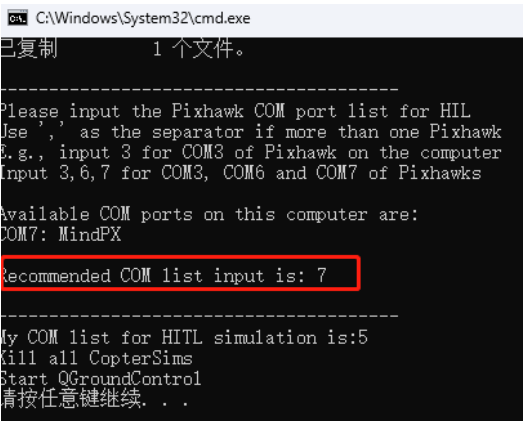 C:\Windows\System32\cmd.exe
已复制 1 个文件。
----------------------------------------
Please input the Pixhawk COM port list for HIL
Use ',' as the separator if more than one Pixhawk
E.g., input 3 for COM3 of Pixhawk on the computer
Input 3,6,7 for COM3, COM6 and COM7 of Pixhawks
Available COM ports on this computer are:
COM7: MindPX
Recommended COM list input is: 7
----------------------------------------
My COM list for HITL simulation is:5
Kill all CopterSims
Start QGroundControl
请按任意键继续. . .